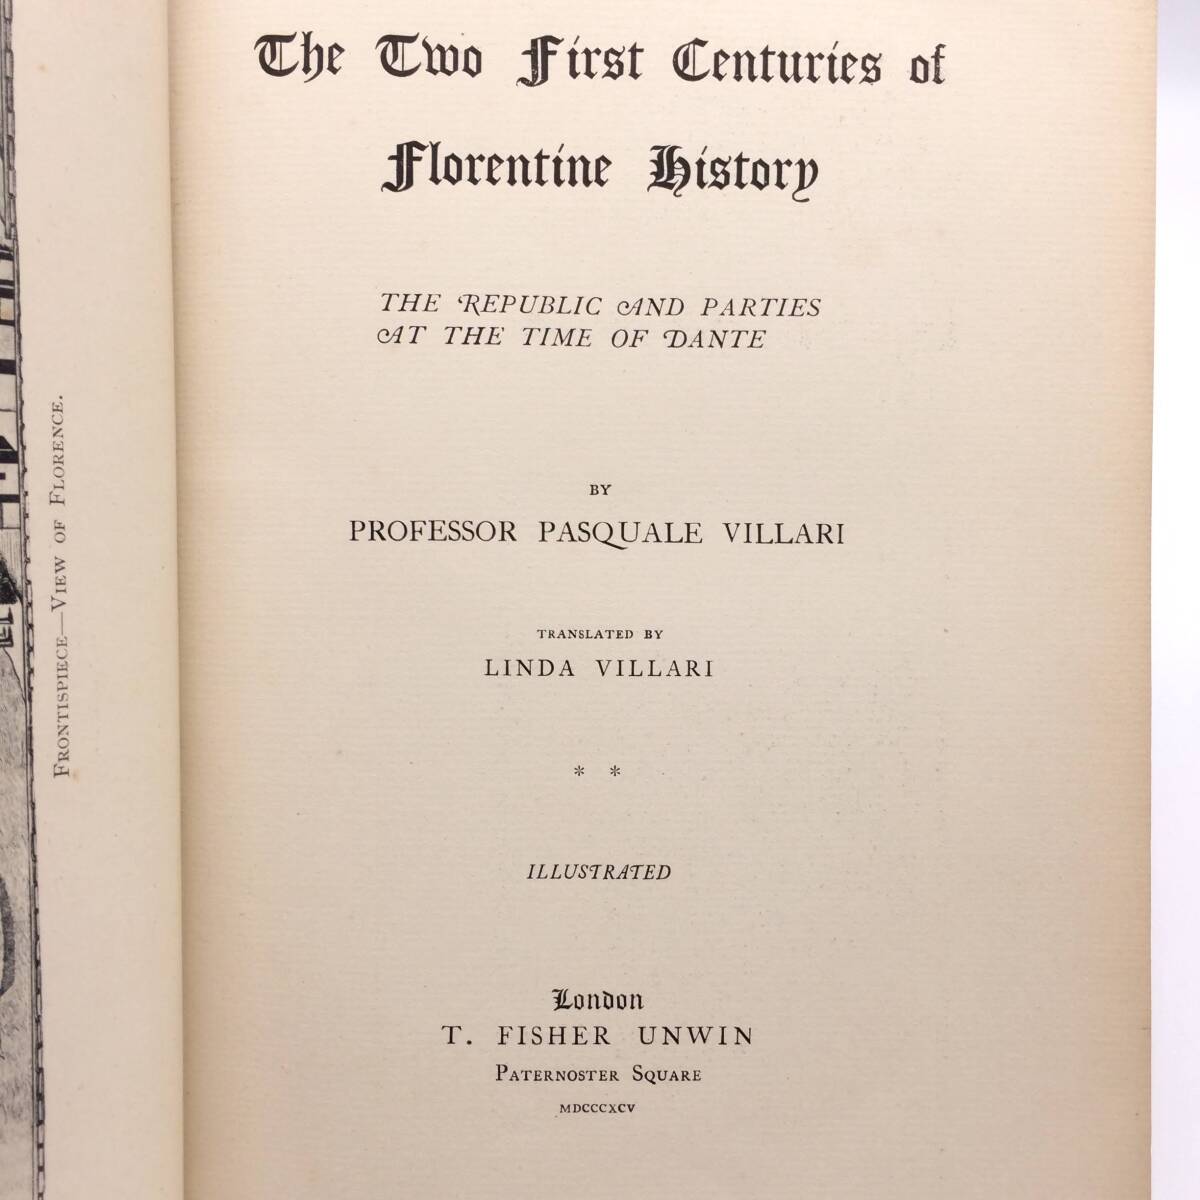 The Two First Centuries of
Florentine History
THE REPUBLIC AND PARTIES
AT THE TIME OF DANTE
BY
PROFESSOR PASQUALE VILLARI
TRANSLATED BY
LINDA VILLARI
* *
ILLUSTRATED
London
T. FISHER UNWIN
PATERNOSTER SQUARE
MDCCCXCV
FRONTISPIECE—VIEW OF FLORENCE.